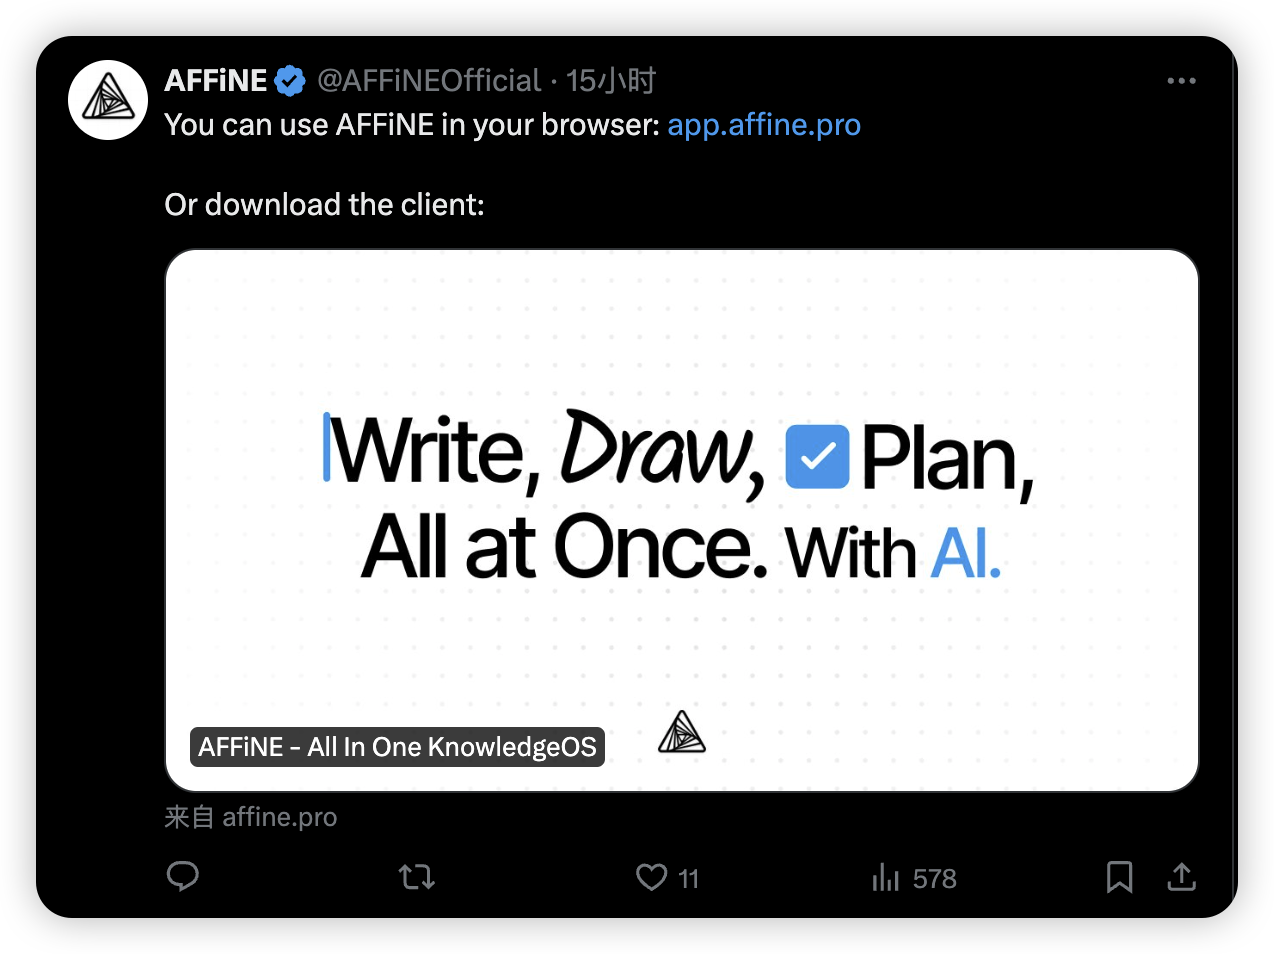 AFFiNE @AFFiNEOfficial · 15小时
You can use AFFiNE in your browser: app.affine.pro
Or download the client:
Write, Draw, Plan,
All at Once. With AI.
AFFiNE - All In One KnowledgeOS
来自 affine.pro
11 578